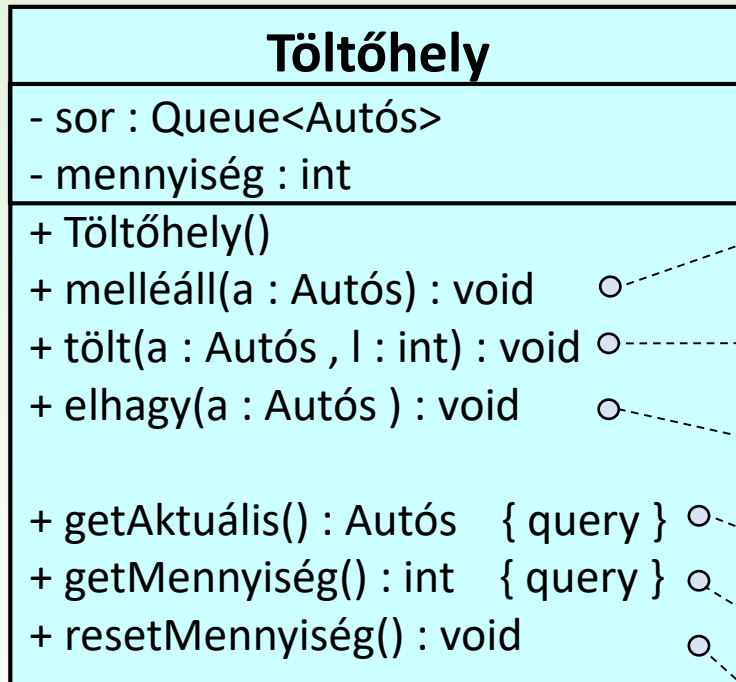 Töltőhely
- sor : Queue<Autós>
- mennyiség : int
+ Töltőhely()
+ melléáll(a : Autós) : void
+ tölt(a : Autós , l : int) : void
+ elhagy(a : Autós ) : void
+ getAktuális() : Autós { query }
+ getMennyiség() : int { query }
+ resetMennyiség() : void